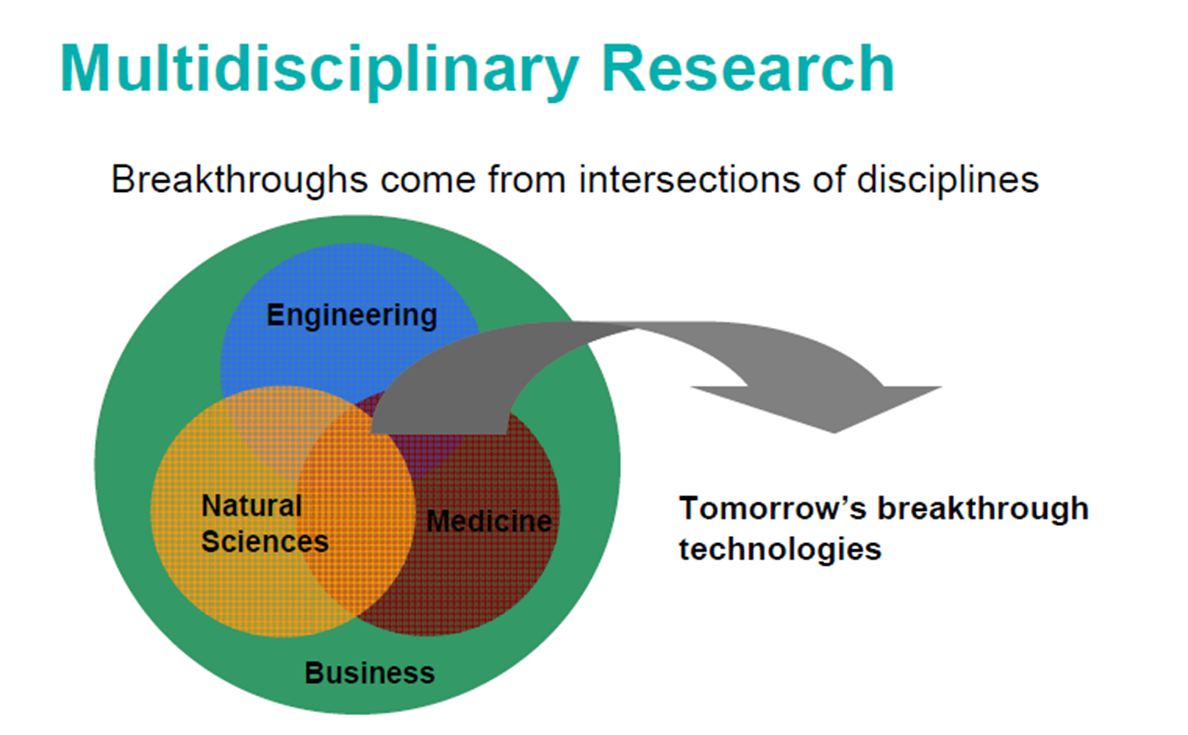 Multidisciplinary Research
Breakthroughs come from intersections of disciplines
Engineering
Natural
Sciences
Medicine
Business
Tomorrow’s breakthrough
technologies